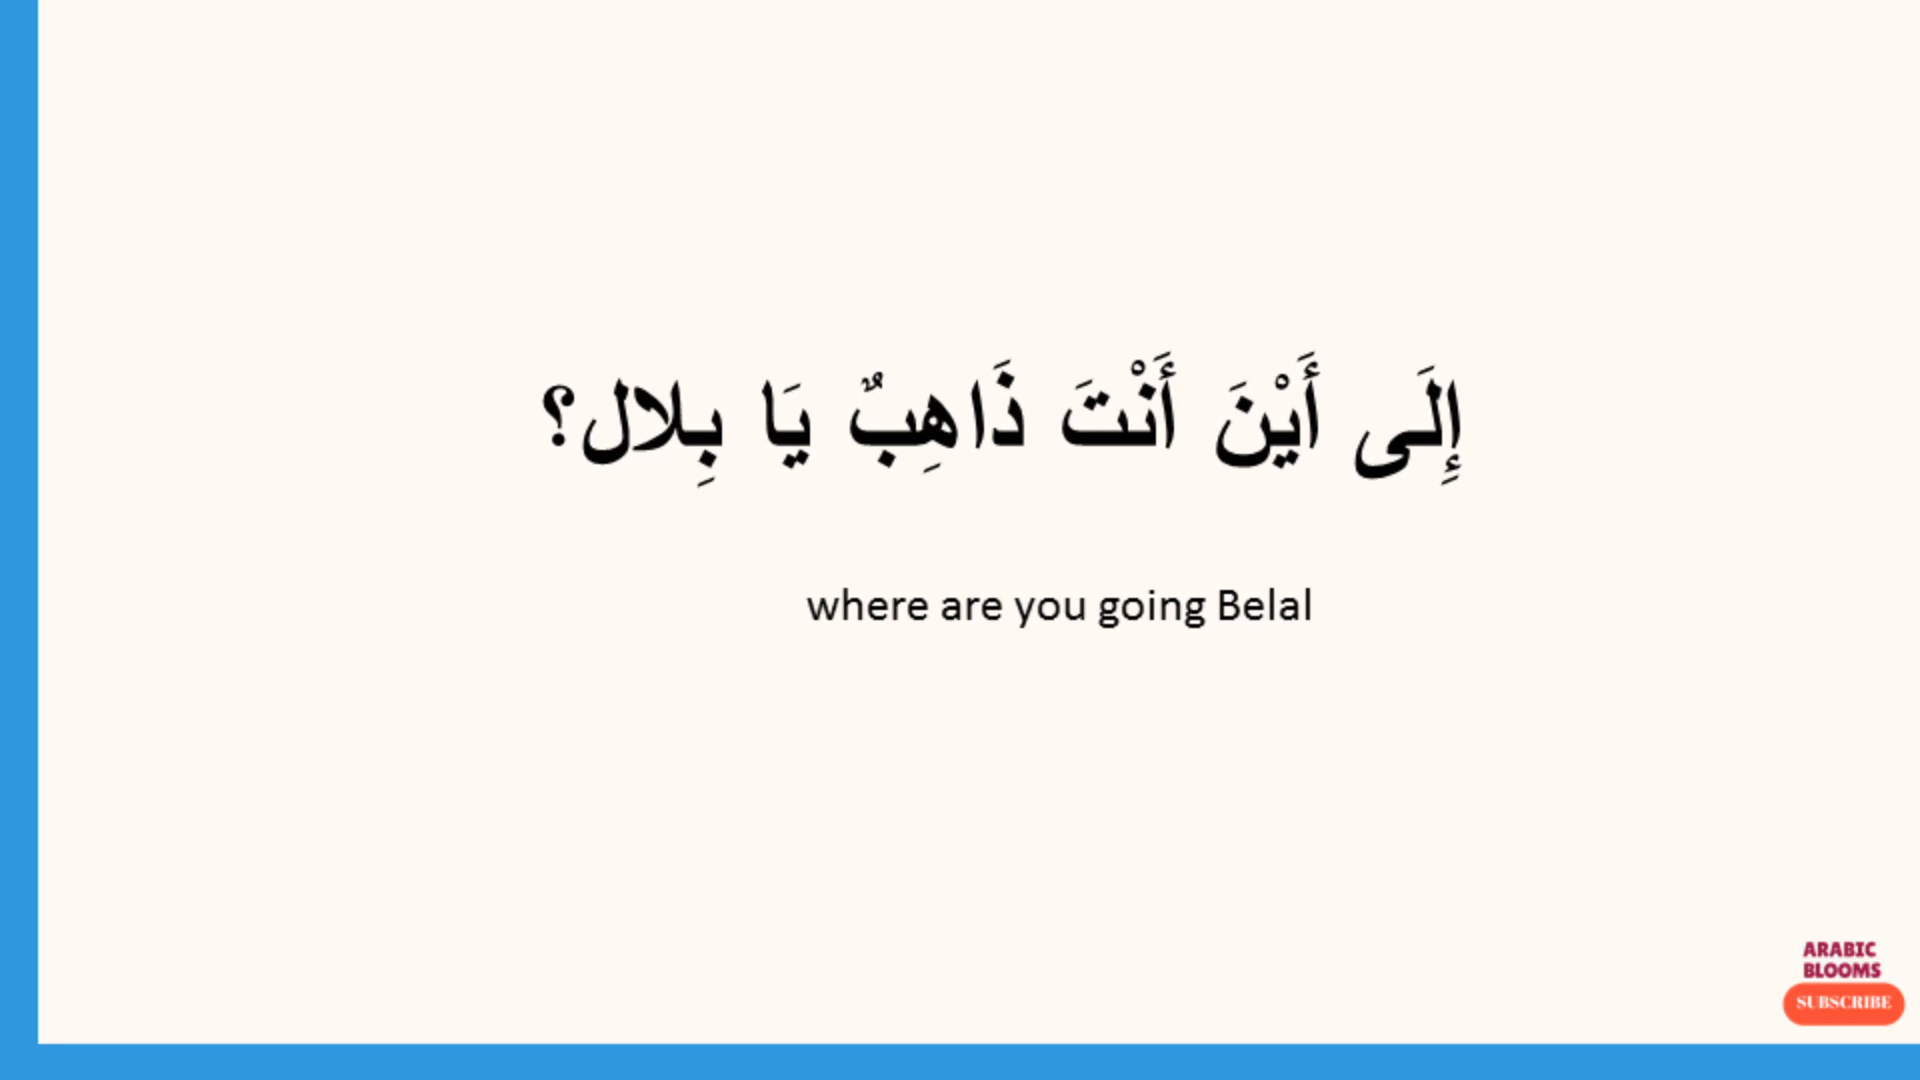 إِلَى أَيْنَ أَنْتَ ذَاهِبٌ يَا بِلال؟
where are you going Belal
ARABIC
BLOOMS
SUBSCRIBE